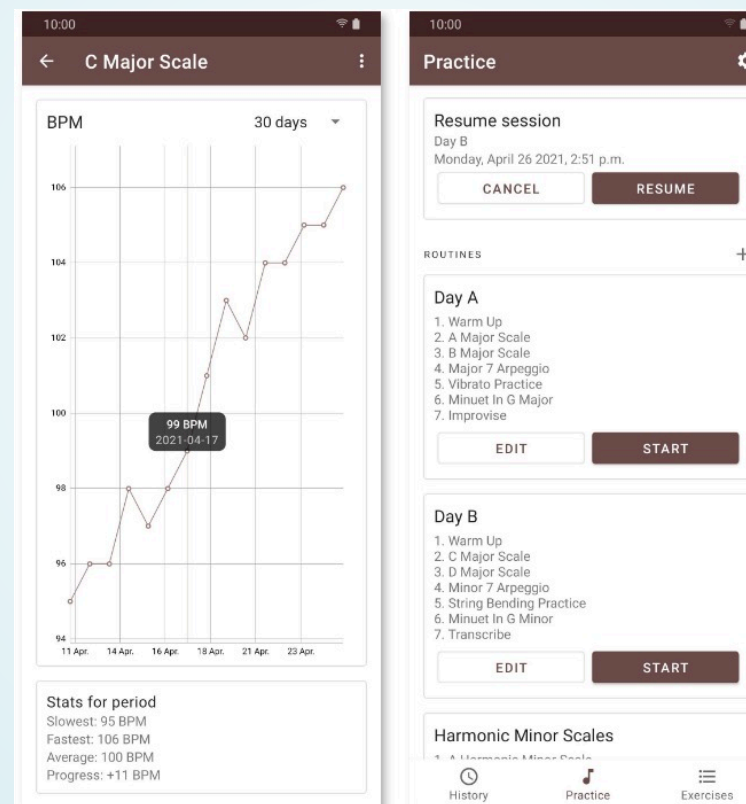 10:00
C Major Scale
BPM
30 days
106
104
102
100
99 BPM
2021-04-17
98
96
94
11 Apr.
14 Apr.
16 Apr.
18 Apr.
21 Apr.
23 Apr.
Stats for period
Slowest: 95 BPM
Fastest: 106 BPM
Average: 100 BPM
Progress: +11 BPM
10:00
Practice
Resume session
Day B
Monday, April 26 2021, 2:51 p.m.
CANCEL
RESUME
ROUTINES
Day A
1. Warm Up
2. A Major Scale
3. B Major Scale
4. Major 7 Arpeggio
5. Vibrato Practice
6. Minuet In G Major
7. Improvise
EDIT
START
Day B
1. Warm Up
2. C Major Scale
3. D Major Scale
4. Minor 7 Arpeggio
5. String Bending Practice
6. Minuet In G Minor
7. Transcribe
EDIT
START
Harmonic Minor Scales
1. A Harmonic Minor Scale
History
Practice
Exercises